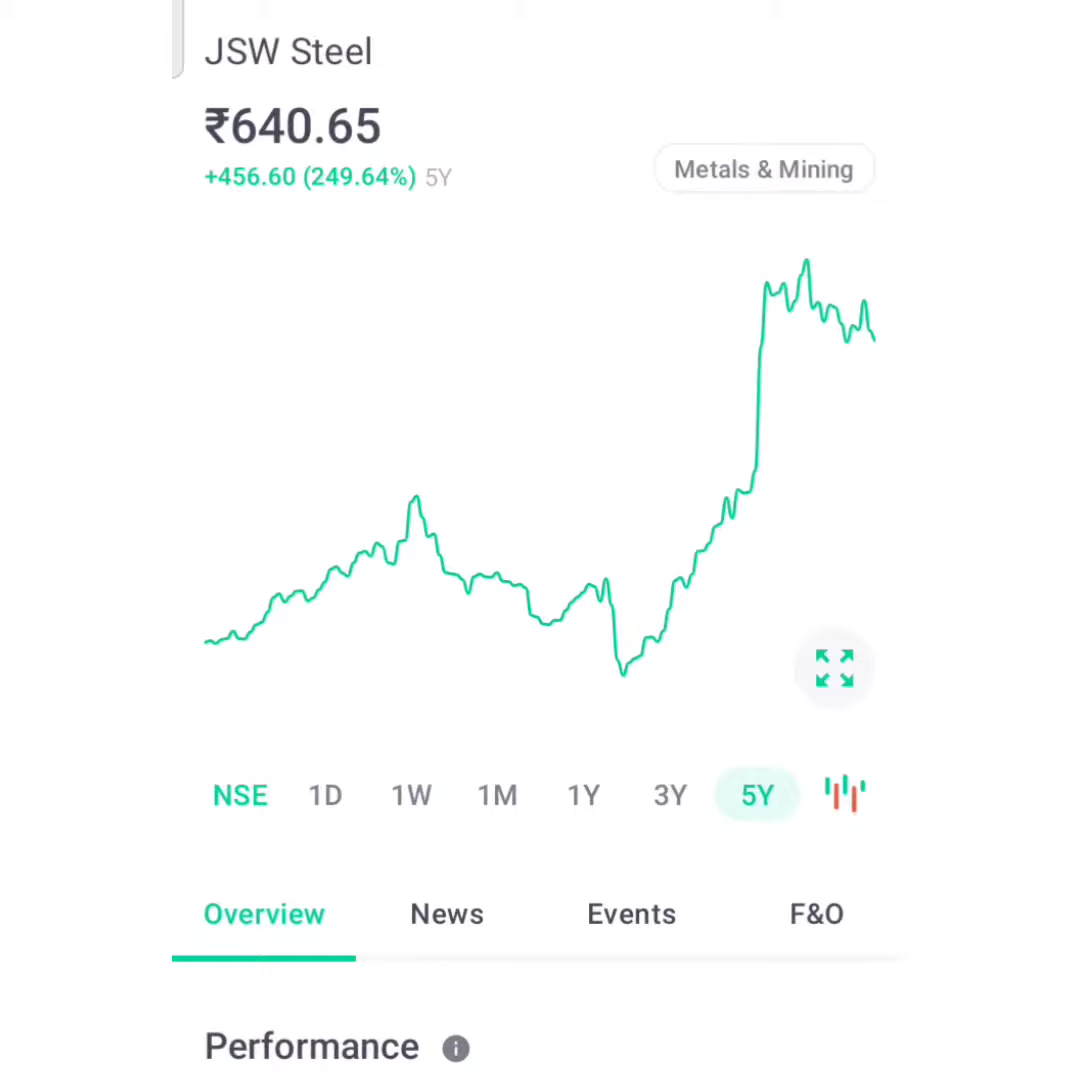 JSW Steel
₹640.65
+456.60 (249.64%) 5Y
Metals & Mining
NSE 1D 1W 1M 1Y 3Y 5Y
Overview News Events F&O
Performance i